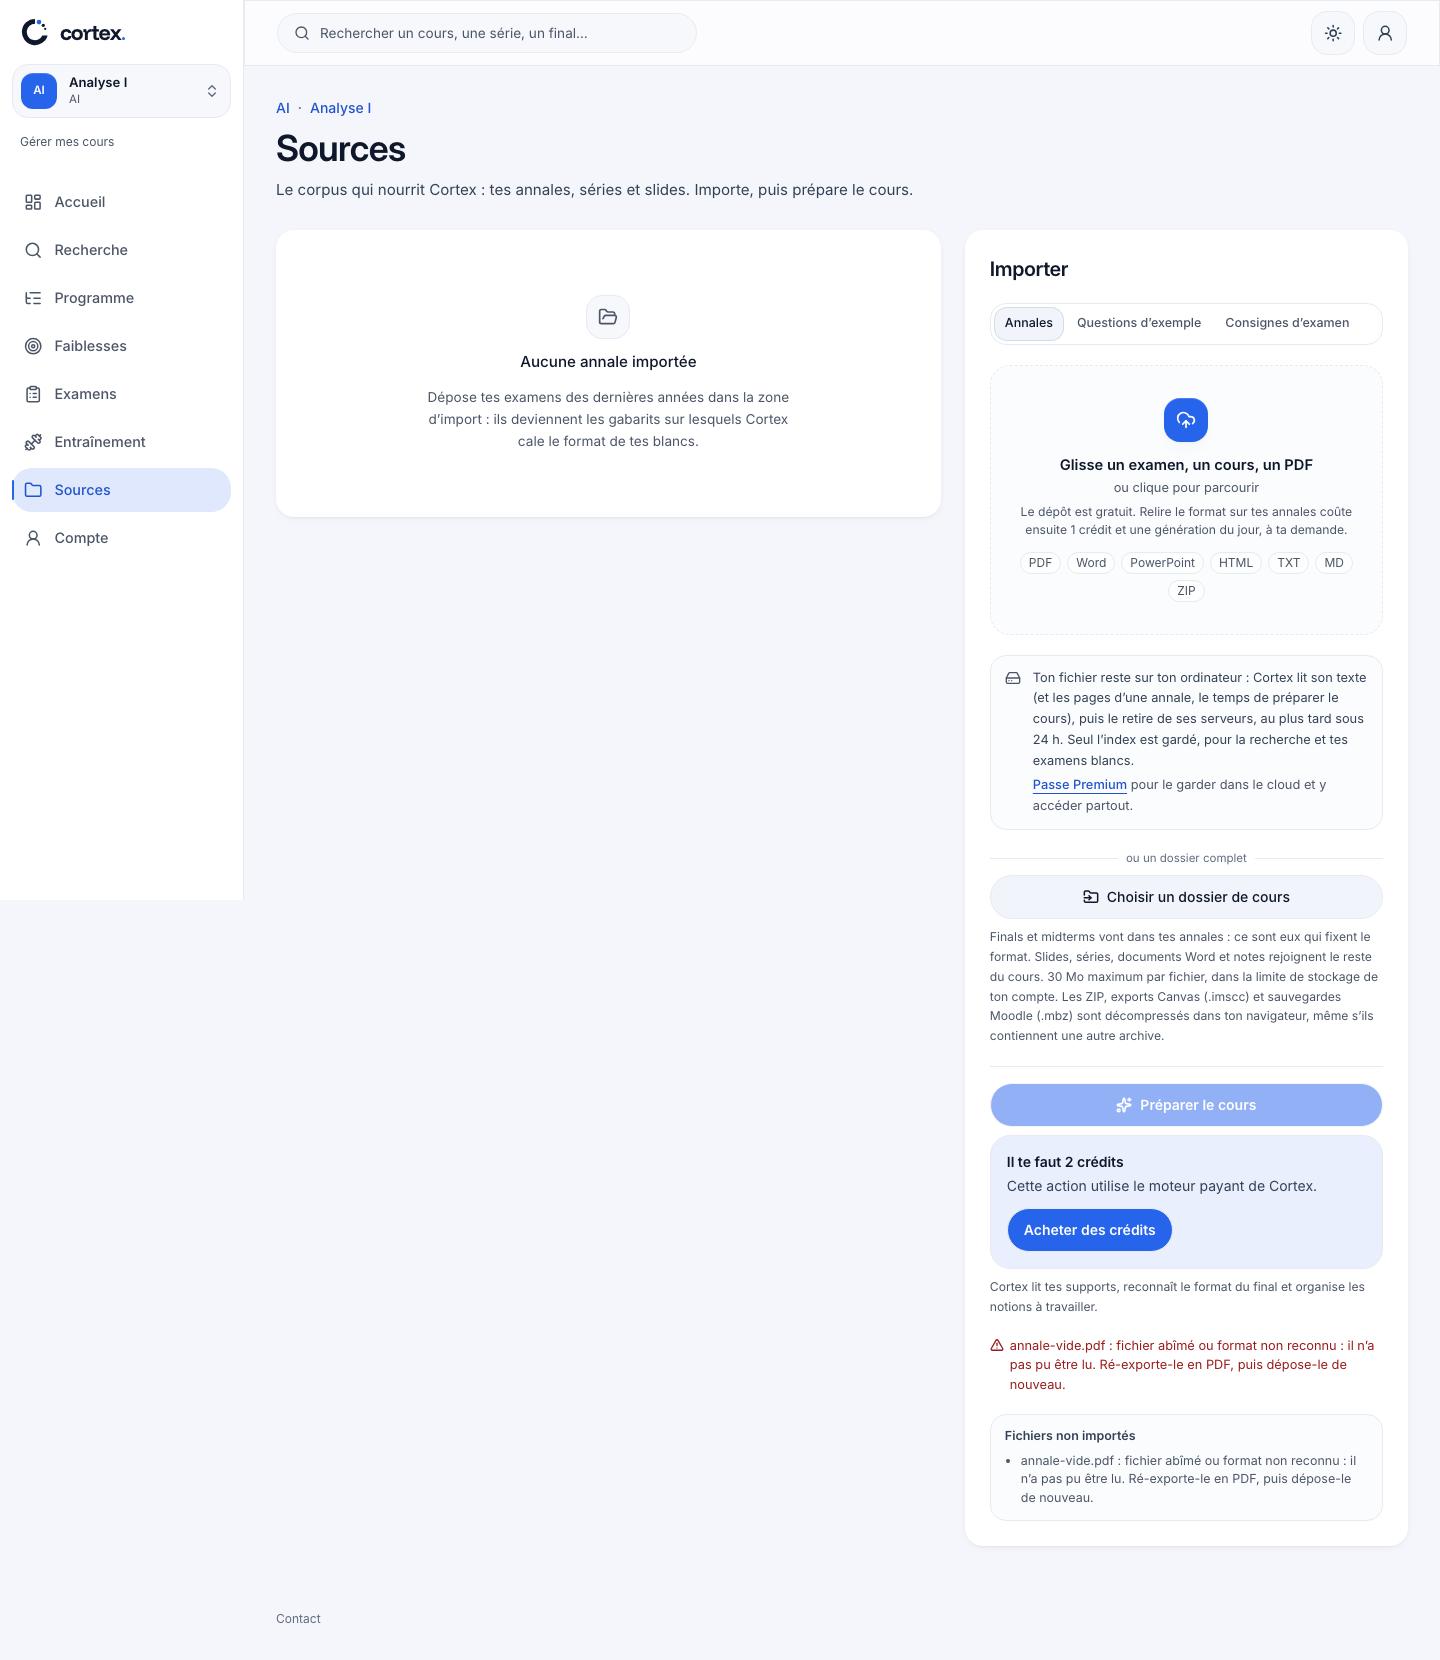 cortex.
Rechercher un cours, une série, un final...
AI
Analyse I
AI
Gérer mes cours
Accueil
Recherche
Programme
Faiblesses
Examens
Entraînement
Sources
Compte
AI · Analyse I
Sources
Le corpus qui nourrit Cortex : tes annales, séries et slides. Importe, puis prépare le cours.
Aucune annale importée
Dépose tes examens des dernières années dans la zone
d’import : ils deviennent les gabarits sur lesquels Cortex
cale le format de tes blancs.
Importer
Annales
Questions d’exemple
Consignes d’examen
Glisse un examen, un cours, un PDF
ou clique pour parcourir
Le dépôt est gratuit. Relire le format sur tes annales coûte
ensuite 1 crédit et une génération du jour, à ta demande.
PDF
Word
PowerPoint
HTML
TXT
MD
ZIP
Ton fichier reste sur ton ordinateur : Cortex lit son texte
(et les pages d’une annale, le temps de préparer le
cours), puis le retire de ses serveurs, au plus tard sous
24 h. Seul l’index est gardé, pour la recherche et tes
examens blancs.
Passe Premium pour le garder dans le cloud et y
accéder partout.
ou un dossier complet
Choisir un dossier de cours
Finals et midterms vont dans tes annales : ce sont eux qui fixent le
format. Slides, séries, documents Word et notes rejoignent le reste
du cours. 30 Mo maximum par fichier, dans la limite de stockage de
ton compte. Les ZIP, exports Canvas (.imscc) et sauvegardes
Moodle (.mbz) sont décompressés dans ton navigateur, même s’ils
contiennent une autre archive.
Préparer le cours
Il te faut 2 crédits
Cette action utilise le moteur payant de Cortex.
Acheter des crédits
Cortex lit tes supports, reconnaît le format du final et organise les
notions à travailler.
annale-vide.pdf : fichier abîmé ou format non reconnu : il n’a
pas pu être lu. Ré-exporte-le en PDF, puis dépose-le de
nouveau.
Fichiers non importés
• annale-vide.pdf : fichier abîmé ou format non reconnu : il
n’a pas pu être lu. Ré-exporte-le en PDF, puis dépose-le
de nouveau.
Contact